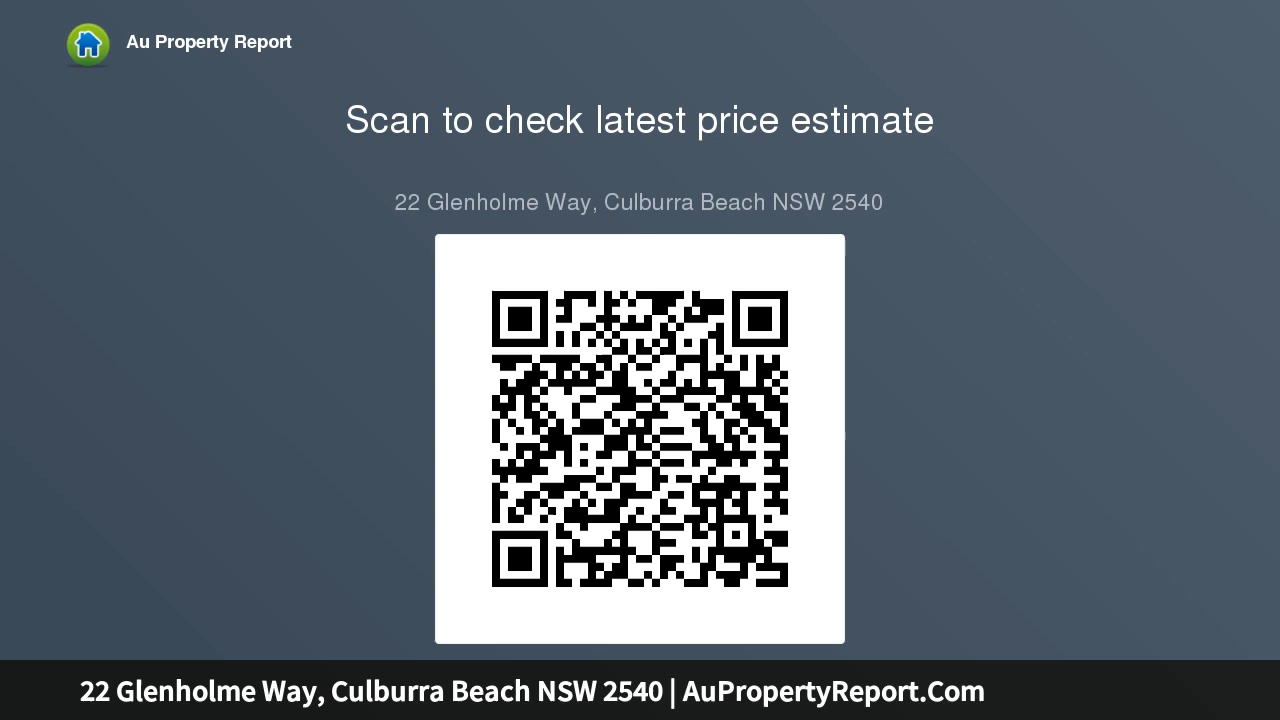 Au Property Report
Scan to check latest price estimate
22 Glenholme Way, Culburra Beach NSW 2540
22 Glenholme Way, Culburra Beach NSW 2540 | AuPropertyReport.Com